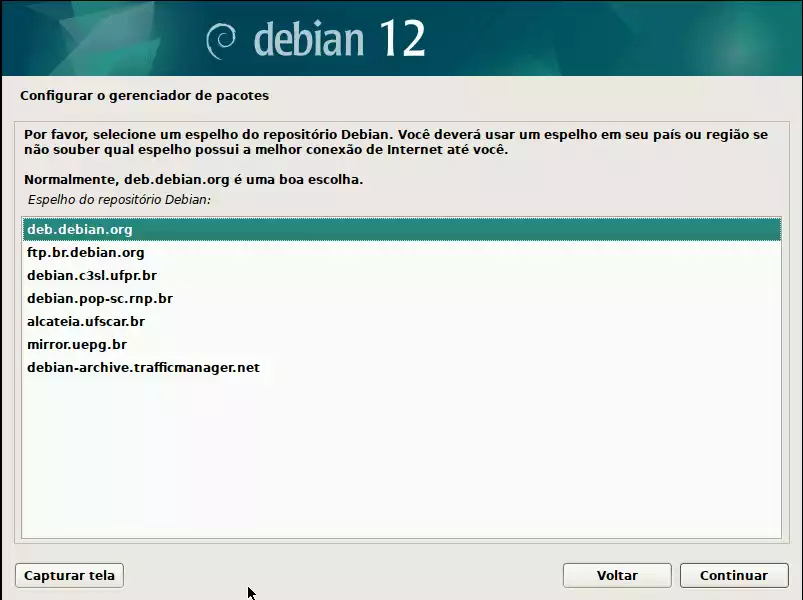 debian 12
Configurar o gerenciador de pacotes
Por favor, selecione um espelho do repositório Debian. Você deverá usar um espelho em seu país ou região se
não souber qual espelho possui a melhor conexão de Internet até você.
Normalmente, deb.debian.org é uma boa escolha.
Espelho do repositório Debian:
deb.debian.org
ftp.br.debian.org
debian.c3sl.ufpr.br
debian.pop-sc.rnp.br
alcateia.ufscar.br
mirror.uepg.br
debian-archive.trafficmanager.net
Capturar tela
Voltar
Continuar